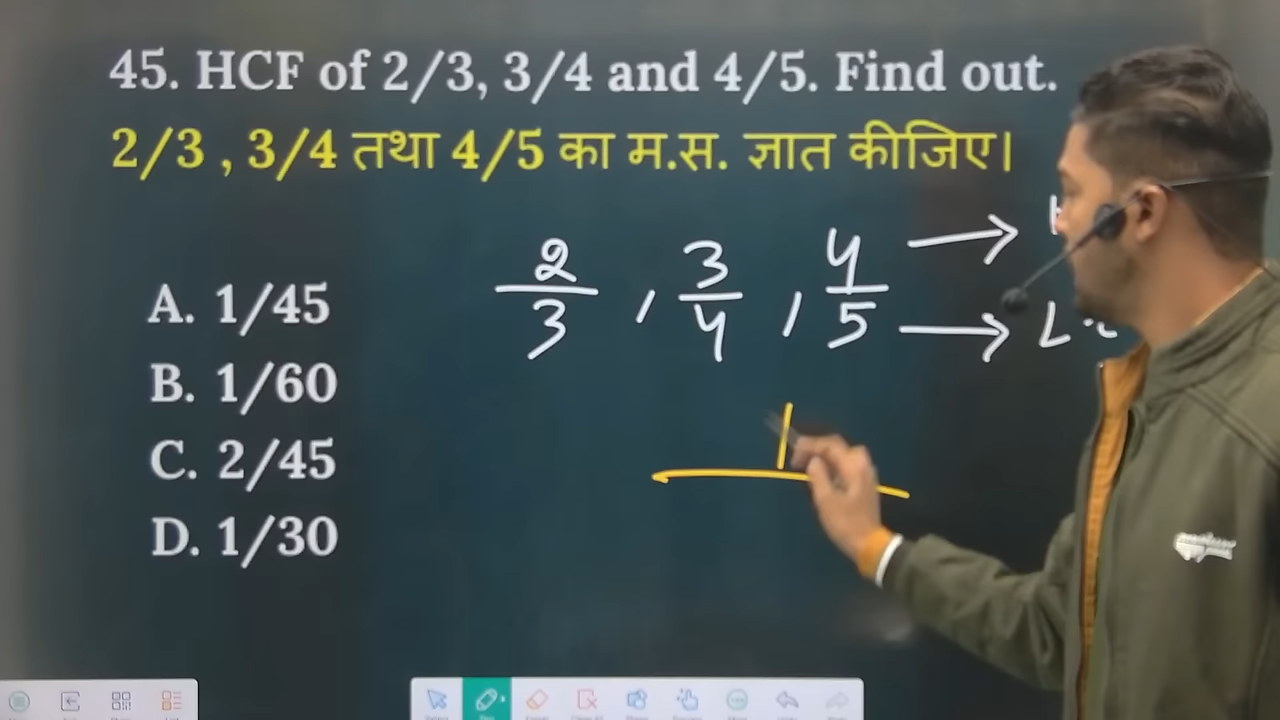 45. HCF of 2/3, 3/4 and 4/5. Find out.
2/3 , 3/4 तथा 4/5 का म.स. ज्ञात कीजिए।
2/3 , 3/4 , 4/5 →
→ L
1
A. 1/45
B. 1/60
C. 2/45
D. 1/30